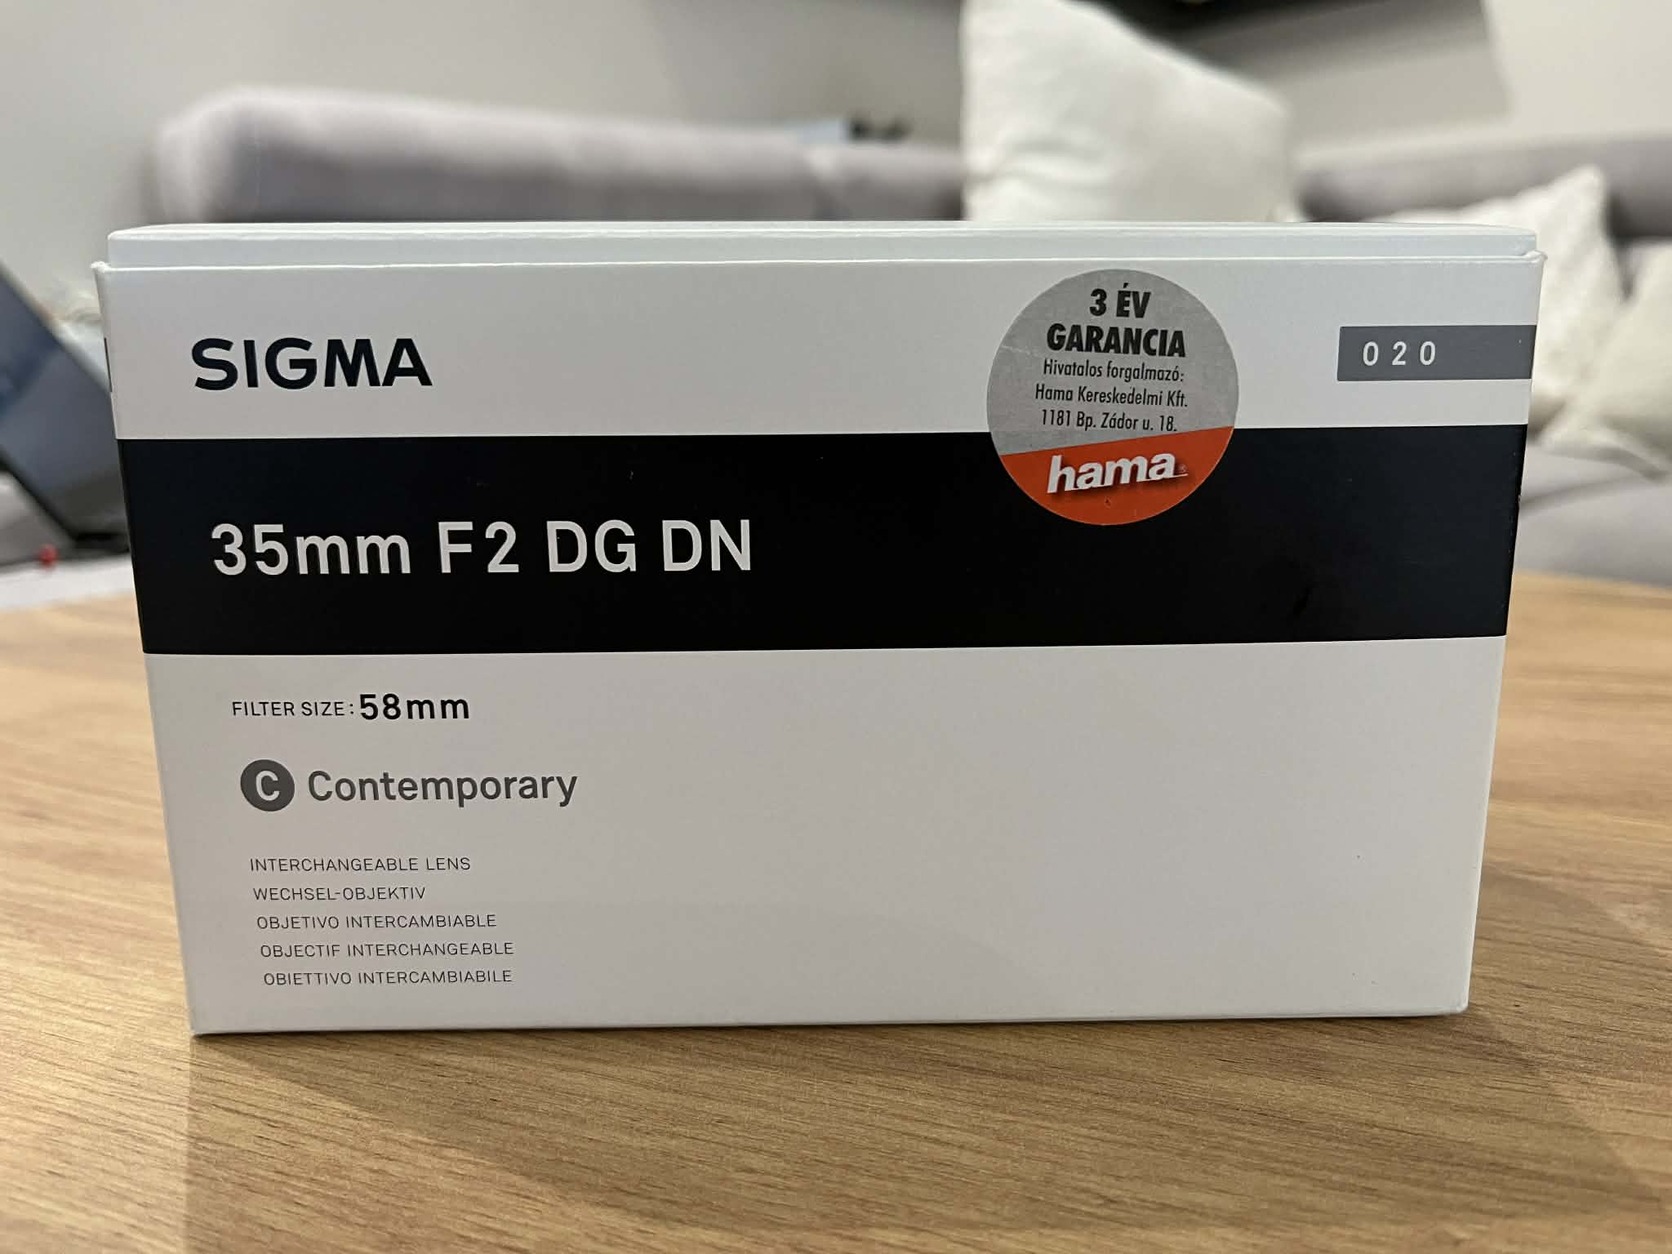 SIGMA
3 ÉV
GARANCIA
Hivatalos forgalmazó:
Hama Kereskedelmi Kft.
1181 Bp. Zádor u. 18.
hama
020
35mm F2 DG DN
FILTER SIZE: 58mm
C Contemporary
INTERCHANGEABLE LENS
WECHSEL-OBJEKTIV
OBJETIVO INTERCAMBIABLE
OBJECTIF INTERCHANGEABLE
OBIETTIVO INTERCAMBIABILE